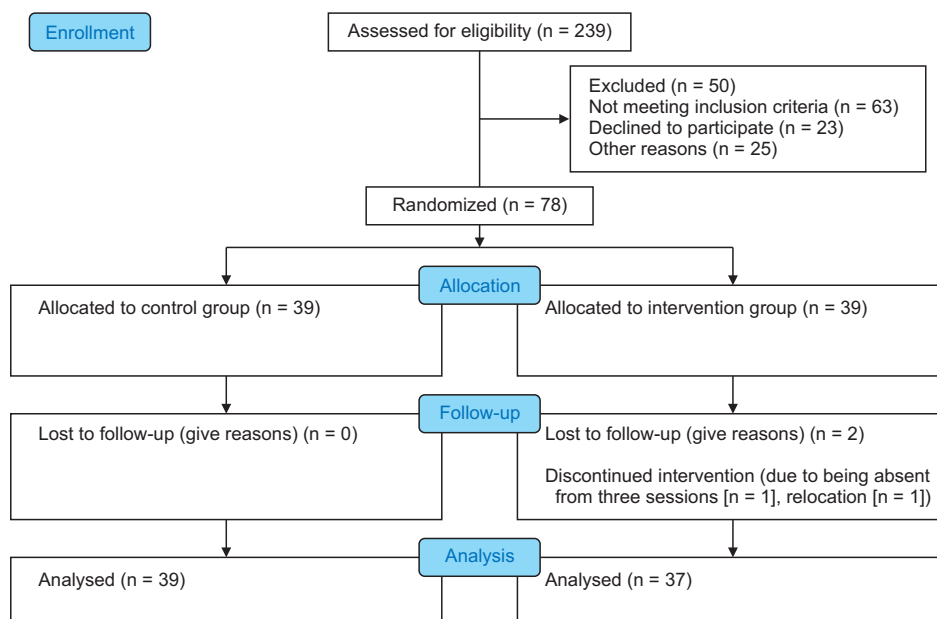 Enrollment
Assessed for eligibility (n = 239)
Excluded (n = 50)
Not meeting inclusion criteria (n = 63)
Declined to participate (n = 23)
Other reasons (n = 25)
Randomized (n = 78)
Allocation
Allocated to control group (n = 39)
Allocated to intervention group (n = 39)
Follow-up
Lost to follow-up (give reasons) (n = 0)
Lost to follow-up (give reasons) (n = 2)
Discontinued intervention (due to being absent
from three sessions [n = 1], relocation [n = 1])
Analysis
Analysed (n = 39)
Analysed (n = 37)